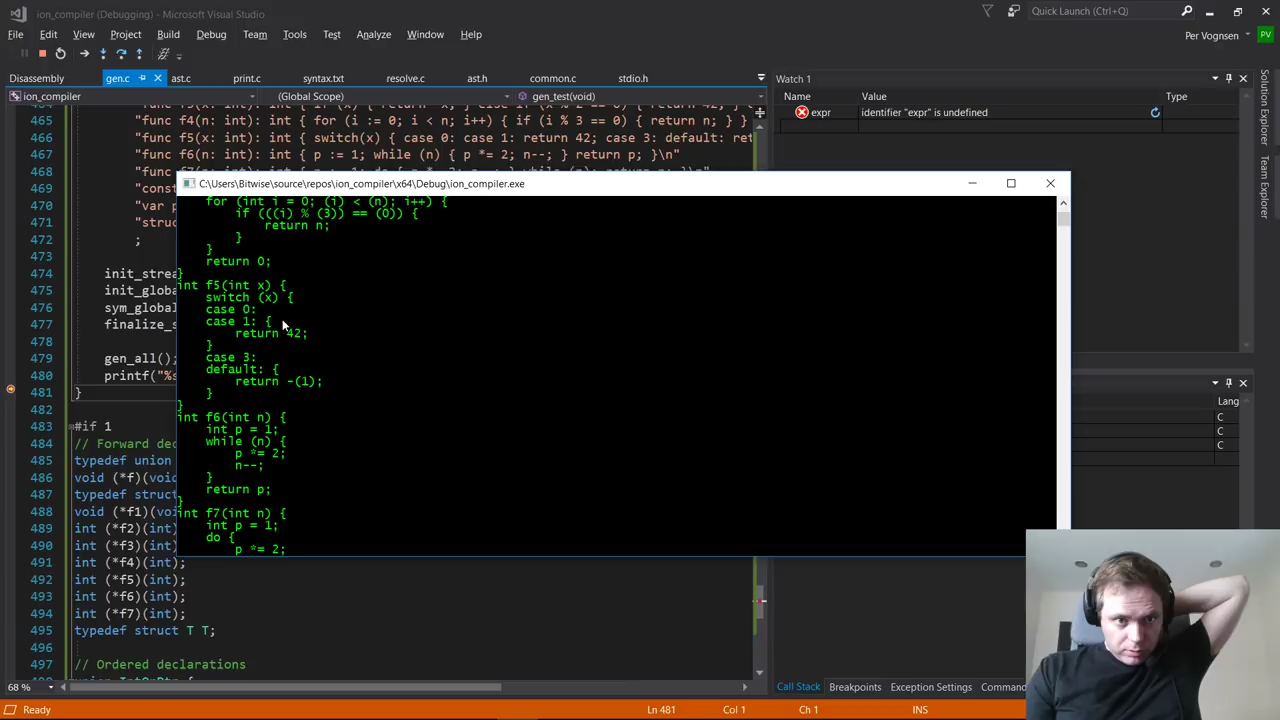 ion_compiler (Debugging) - Microsoft Visual Studio
Quick Launch (Ctrl+Q)
File Edit View Project Build Debug Team Tools Test Analyze Window Help
Per Vognsen PV
Disassembly gen.c ast.c print.c syntax.txt resolve.c ast.h common.c stdio.h
ion_compiler (Global Scope) gen_test(void)
465 "func f4(n: int): int { for (i := 0; i < n; i++) { if (i % 3 == 0) { return n; } }
466 "func f5(x: int): int { switch(x) { case 0: case 1: return 42; case 3: default: ret
467 "func f6(n: int): int { p := 1; while (n) { p *= 2; n--; } return p; }\n"
468
469 "const
470 "var p
471 "struc
472 ;
473
474 init_strea
475 init_globa
476 sym_global
477 finalize_s
478
479 gen_all();
480 printf("%s
481 }
482
483 #if 1
484 // Forward dec
485 typedef union
486 void (*f)(void
487 typedef struct
488 void (*f1)(voi
489 int (*f2)(int);
490 int (*f3)(int);
491 int (*f4)(int);
492 int (*f5)(int);
493 int (*f6)(int);
494 int (*f7)(int);
495 typedef struct T T;
496
497 // Ordered declarations
68 %
C:\Users\Bitwise\source\repos\ion_compiler\x64\Debug\ion_compiler.exe
for (int i = 0; (i) < (n); i++) {
if (((i) % (3)) == (0)) {
return n;
}
}
return 0;
}
int f5(int x) {
switch (x) {
case 0:
case 1: {
return 42;
}
case 3:
default: {
return -(1);
}
}
int f6(int n) {
int p = 1;
while (n) {
p *= 2;
n--;
}
return p;
}
int f7(int n) {
int p = 1;
do {
p *= 2;
Watch 1
Name Value Type
expr identifier "expr" is undefined
Lang
C
C
C
Solution Explorer
Team Explorer
Call Stack Breakpoints Exception Settings Comman
Ready Ln 481 Col 1 Ch 1 INS